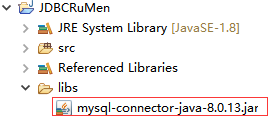 JDBCRuMen
JRE System Library [JavaSE-1.8]
src
Referenced Libraries
libs
mysql-connector-java-8.0.13.jar